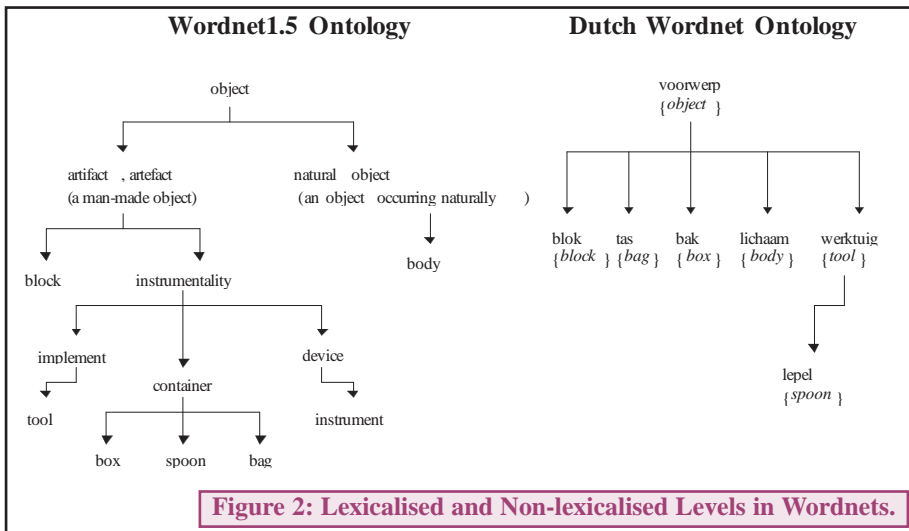 Wordnet1.5 Ontology
Dutch Wordnet Ontology
object
artifact , artefact
(a man-made object)
natural object
(an object occurring naturally )
block
instrumentality
body
implement
device
container
tool
instrument
box spoon bag
voorwerp
{object }
blok tas bak lichaam werktuig
{block } {bag } {box } {body } {tool }
lepel
{spoon }
Figure 2: Lexicalised and Non-lexicalised Levels in Wordnets.